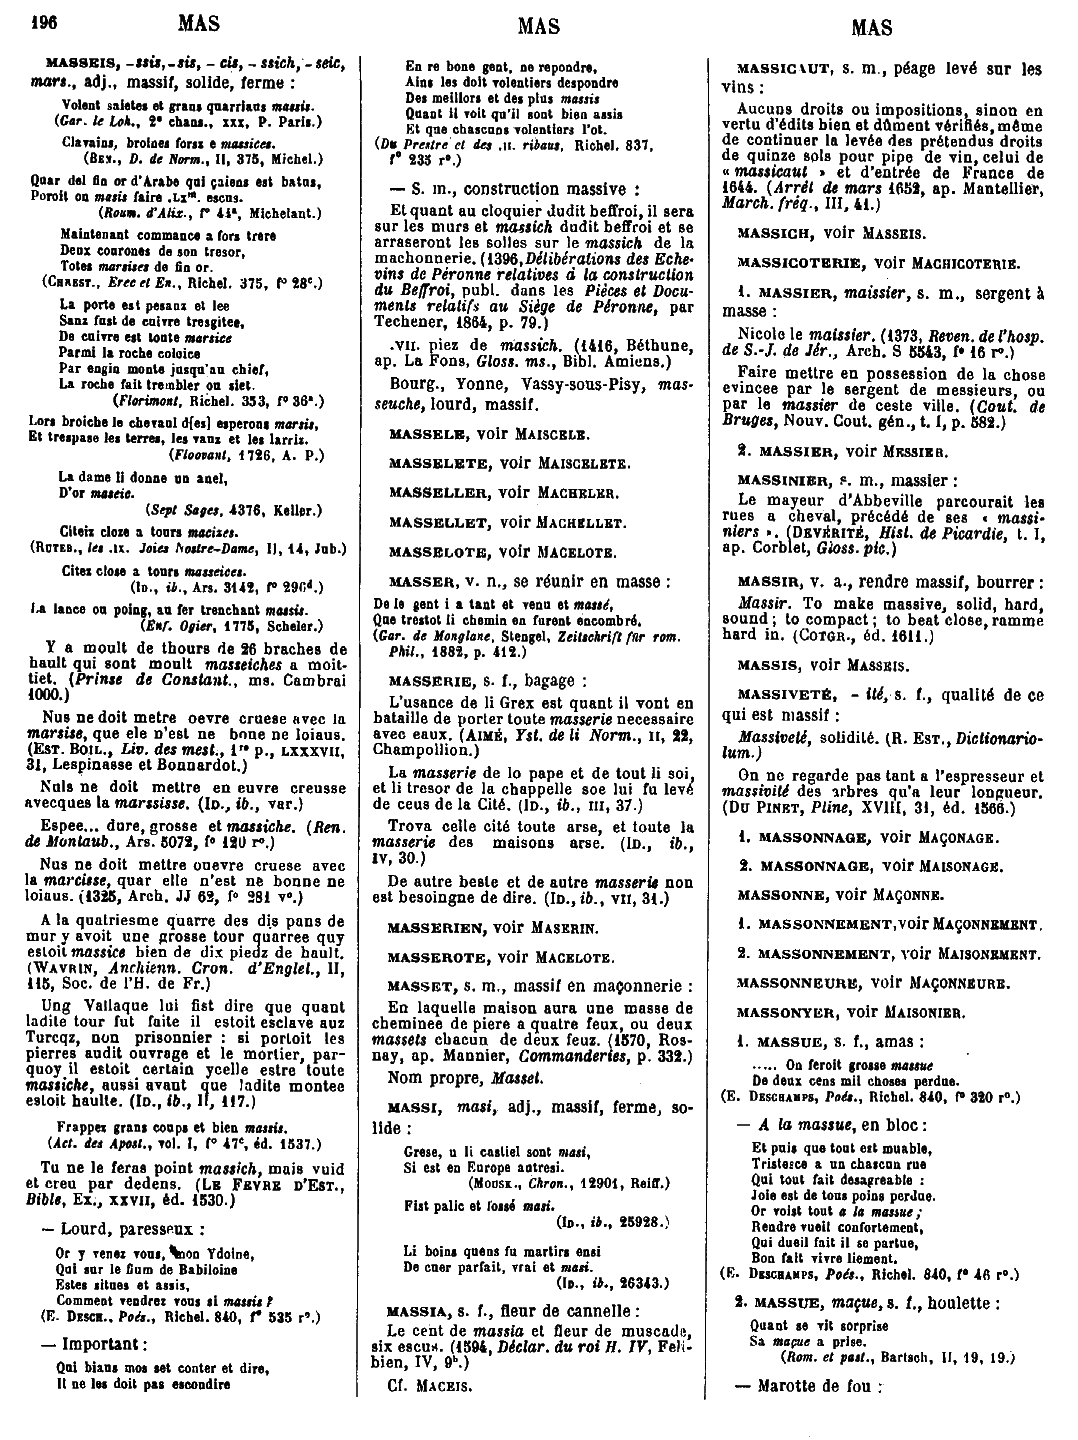 196 MAS MAS MAS
MASSEIS, -ssis, -sis, - cis, - ssich, - seic,
mars., adj., massif, solide, ferme :
Volent saietes et grans quarriaus massis.
(Gar. le Loh., 2ᵉ chans., XXX, P. Paris.)
Clavains, broines forsz e massices.
(BEN., D. de Norm., II, 375, Michel.)
Quar del fin or d'Arabe qui çaiens est batus,
Poroit on masis faire .LXᵐ. escus.
(Roum. d'Alix., fᵒ 44ᵃ, Michelant.)
Maintenant commance a fors trere
Deux courones de son tresor,
Totes marsises de fin or.
(CHREST., Erec et En., Richel. 375, fᵒ 28ᶜ.)
La porte est pesanz et lee
Sanz fust de cuivre tresgitee,
De cuivre est toute marsice
Parmi la roche coloice
Par engin monte jusqu'an chief,
La roche fait trembler ou siet.
(Florimont, Richel. 353, fᵒ 36ᵃ.)
Lors broiche le chevaul d[es] esperons marsis,
Et trespase les terres, les vauz et les larriz.
(Floovant, 1726, A. P.)
La dame li donne un anel,
D'or maseic.
(Sept Sages, 4376, Keller.)
Citeiz cloze a tours macizes.
(RUTEB., les .IX. Joies Nostre-Dame, II, 14, Jub.)
Citez close a tours masseices.
(ID., ib., Ars. 3142, fᵒ 296ᵈ.)
La lance ou poing, au fer trenchant massis.
(Enf. Ogier, 1775, Scheler.)
Y a moult de thours de 26 braches de
hault qui sont moult masseiches a moit-
tiet. (Prinse de Constant., ms. Cambrai
1000.)
Nus ne doit metre oevre cruese avec la
marsise, que ele n'est ne bone ne loiaus.
(EST. BOIL., Liv. des mest., 1ʳᵉ p., LXXXVII,
31, Lespinasse et Bonnardot.)
Nuls ne doit mettre en euvre creusse
avecques la marssisse. (ID., ib., var.)
Espee... dure, grosse et massiche. (Ren.
de Montaub., Ars. 5072, fᵒ 120 rᵒ.)
Nus ne doit mettre ouevre cruese avec
la marcisse, quar elle n'est ne bonne ne
loiaus. (1325, Arch. JJ 62, fᵒ 281 vᵒ.)
A la quatriesme quarre des dis pans de
mur y avoit une grosse tour quarree quy
estoit massice bien de dix piedz de hault.
(WAVRIN, Anchienn. Cron. d'Englet., II,
115, Soc. de l'H. de Fr.)
Ung Vallaque lui fist dire que quant
ladite tour fut faite il estoit esclave auz
Turcqz, non prisonnier : si portoit les
pierres audit ouvrage et le mortier, par-
quoy il estoit certain ycelle estre toute
massiche, aussi avant que ladite montee
estoit haulte. (ID., ib., II, 117.)
Frappez grans coups et bien massis.
(Act. des Apost., vol. I, fᵒ 47ᶜ, éd. 1537.)
Tu ne le feras point massich, mais vuid
et creu par dedens. (LE FEVRE D'EST.,
Bible, Ex., XXVII, éd. 1530.)
— Lourd, paresseux :
Or y venez vous, mon Ydoine,
Qui sur le flum de Babiloine
Estes situes et assis,
Comment vendrez vous si massis ?
(E. DESCH., Poés., Richel. 840, fᵒ 535 rᵒ.)
— Important :
Qui biaus mos set conter et dire,
Il ne les doit pas escondire
En re bone gent, ne repondre,
Ains les doit volentiers despondre
Des meillors et des plus massis
Quant il voit qu'il sont bien assis
Et que chascuns volentiers l'ot.
(Du Prestre et des .II. ribaus, Richel. 837,
fᵒ 235 rᵒ.)
— S. m., construction massive :
Et quant au cloquier dudit beffroi, il sera
sur les murs et massich dudit beffroi et se
arraseront les solles sur le massich de la
machonnerie. (1396, Délibérations des Eche-
vins de Péronne relatives à la construction
du Beffroi, publ. dans les Pièces et Docu-
ments relatifs au Siège de Péronne, par
Techener, 1864, p. 79.)
.VII. piez de massich. (1416, Béthune,
ap. La Fons, Gloss. ms., Bibl. Amiens.)
Bourg., Yonne, Vassy-sous-Pisy, mas-
seuche, lourd, massif.
MASSELE, voir MAISCELE.
MASSELETE, voir MAISCELETE.
MASSELLER, voir MACHELER.
MASSELLET, voir MACHELLET.
MASSELOTE, voir MACELOTE.
MASSER, v. n., se réunir en masse :
De le gent i a tant et venu et massé,
Que trestot li chemin en furent encombré.
(Gar. de Monglane, Stengel, Zeitschrift für rom.
Phil., 1882, p. 412.)
MASSERIE, s. f., bagage :
L'usance de li Grex est quant il vont en
bataille de porter toute masserie necessaire
avec eaux. (AIMÉ, Yst. de li Norm., II, 22,
Champollion.)
La masserie de lo pape et de tout li soi,
et li tresor de la chappelle soe lui fu levé
de ceus de la Cité. (ID., ib., III, 37.)
Trova celle cité toute arse, et toute la
masserie des maisons arse. (ID., ib.,
IV, 30.)
De autre beste et de autre masserie non
est besoingne de dire. (ID., ib., VII, 31.)
MASSERIEN, voir MASERIN.
MASSEROTE, voir MACELOTE.
MASSET, s. m., massif en maçonnerie :
En laquelle maison aura une masse de
cheminee de piere a quatre feux, ou deux
massets chacun de deux feuz. (1570, Ros-
nay, ap. Mannier, Commanderies, p. 332.)
Nom propre, Masset.
MASSI, masi, adj., massif, ferme, so-
lide :
Grese, u li castiel sont masi,
Si est en Europe autresi.
(MOUSK., Chron., 12901, Reiff.)
Fist palic et fossé masi.
(ID., ib., 25928.)
Li boins quens fu martirs ensi
De cuer parfait, vrai et masi.
(ID., ib., 26343.)
MASSIA, s. f., fleur de cannelle :
Le cent de massia et fleur de muscade,
six escus. (1594, Déclar. du roi H. IV, Feli-
bien, IV, 9ᵇ.)
Cf. MACEIS.
MASSICAUT, s. m., péage levé sur les
vins :
Aucuns droits ou impositions, sinon en
vertu d'édits bien et dûment vérifiés, même
de continuer la levée des prétendus droits
de quinze sols pour pipe de vin, celui de
« massicaut » et d'entrée de France de
1644. (Arrêt de mars 1652, ap. Mantellier,
March. fréq., III, 41.)
MASSICH, voir MASSEIS.
MASSICOTERIE, voir MACHICOTERIE.
1. MASSIER, maissier, s. m., sergent à
masse :
Nicole le maissier. (1373, Reven. de l'hosp.
de S.-J. de Jér., Arch. S 5543, fᵒ 16 rᵒ.)
Faire mettre en possession de la chose
evincee par le sergent de messieurs, ou
par le massier de ceste ville. (Cout. de
Bruges, Nouv. Cout. gén., t. I, p. 582.)
2. MASSIER, voir MESSIER.
MASSINIER, s. m., massier :
Le mayeur d'Abbeville parcourait les
rues a cheval, précédé de ses « massi-
niers ». (DEVÉRITÉ, Hist. de Picardie, t. I,
ap. Corblet, Gloss. pic.)
MASSIR, v. a., rendre massif, bourrer :
Massir. To make massive, solid, hard,
sound ; to compact ; to beat close, ramme
hard in. (COTGR., éd. 1611.)
MASSIS, voir MASSEIS.
MASSIVETÉ, - ité, s. f., qualité de ce
qui est massif :
Massiveté, solidité. (R. EST., Dictionario-
lum.)
On ne regarde pas tant a l'espresseur et
massivité des arbres qu'a leur longueur.
(DU PINET, Pline, XVIII, 31, éd. 1566.)
1. MASSONNAGE, voir MAÇONAGE.
2. MASSONNAGE, voir MAISONAGE.
MASSONNE, voir MAÇONNE.
1. MASSONNEMENT, voir MAÇONNEMENT.
2. MASSONNEMENT, voir MAISONEMENT.
MASSONNEURE, voir MAÇONNEURE.
MASSONYER, voir MAISONIER.
1. MASSUE, s. f., amas :
..... On feroit grosse massue
De deux cens mil choses perdue.
(E. DESCHAMPS, Poés., Richel. 840, fᵒ 320 rᵒ.)
— A la massue, en bloc :
Et puis que tout est muable,
Tristesce a un chascun rue
Qui tout fait desagreable :
Joie est de tous poins perdue.
Or voist tout a la massue ;
Rendre vueil confortement,
Qui dueil fait il se partue,
Bon fait vivre liement.
(E. DESCHAMPS, Poés., Richel. 840, fᵒ 46 rᵒ.)
2. MASSUE, maçue, s. f., houlette :
Quant se vit sorprise
Sa maçue a prise.
(Rom. et past., Bartsch, II, 19, 19.)
— Marotte de fou :